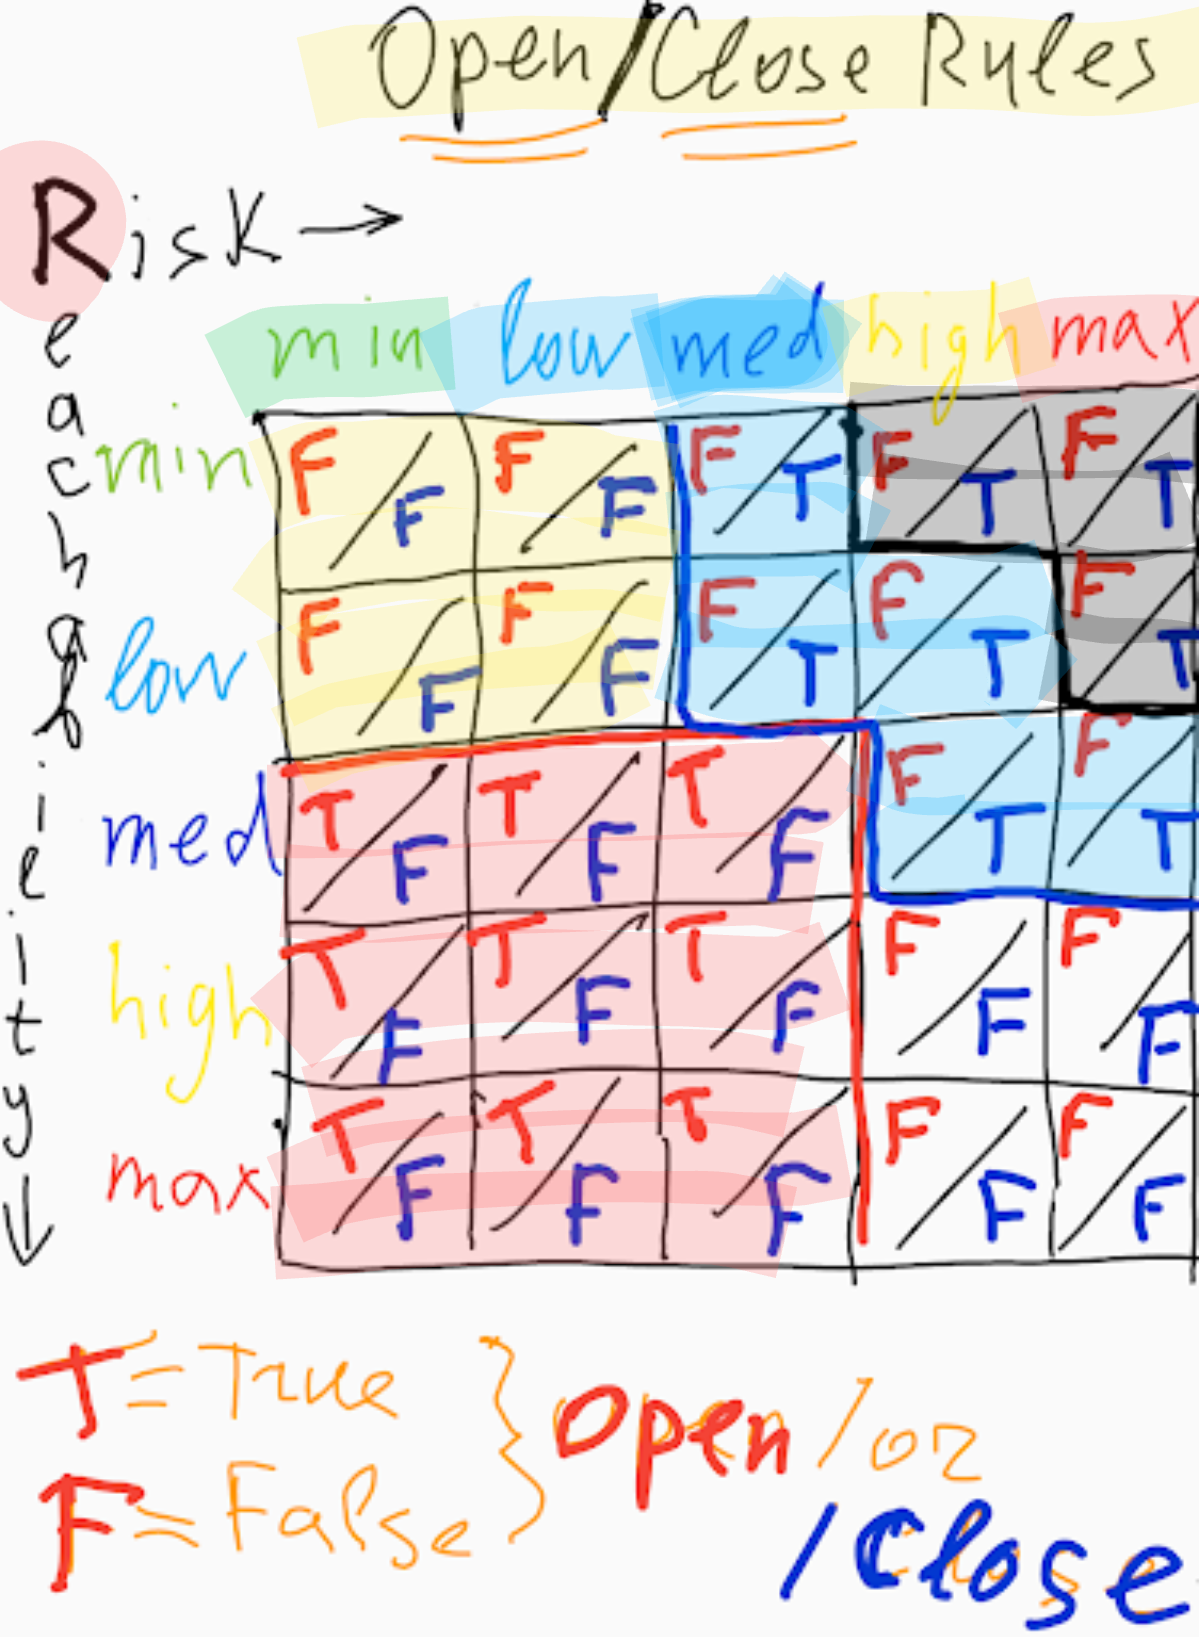 Open/Close Rules
Risk →
Reachability ↓
min low med high max
min F/F F/F F/T F/T F/T
low F/F F/F F/T F/T F/T
med T/F T/F T/F F/T F/T
high T/F T/F T/F F/F F/F
max T/F T/F T/F F/F F/F
T = True
F = False
} Open / or
/Close